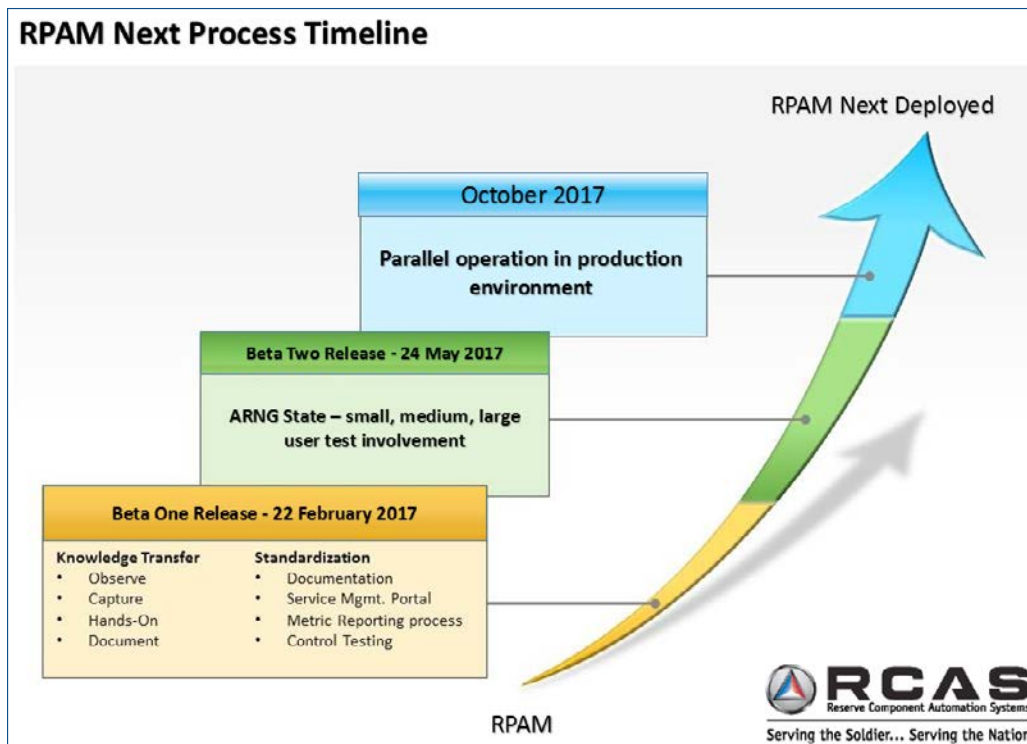 RPAM Next Process Timeline
RPAM Next Deployed
October 2017
Parallel operation in production
environment
Beta Two Release - 24 May 2017
ARNG State – small, medium, large
user test involvement
Beta One Release - 22 February 2017
Knowledge Transfer
• Observe
• Capture
• Hands-On
• Document
Standardization
• Documentation
• Service Mgmt. Portal
• Metric Reporting process
• Control Testing
RPAM
RCAS
Reserve Component Automation Systems
Serving the Soldier... Serving the Nation